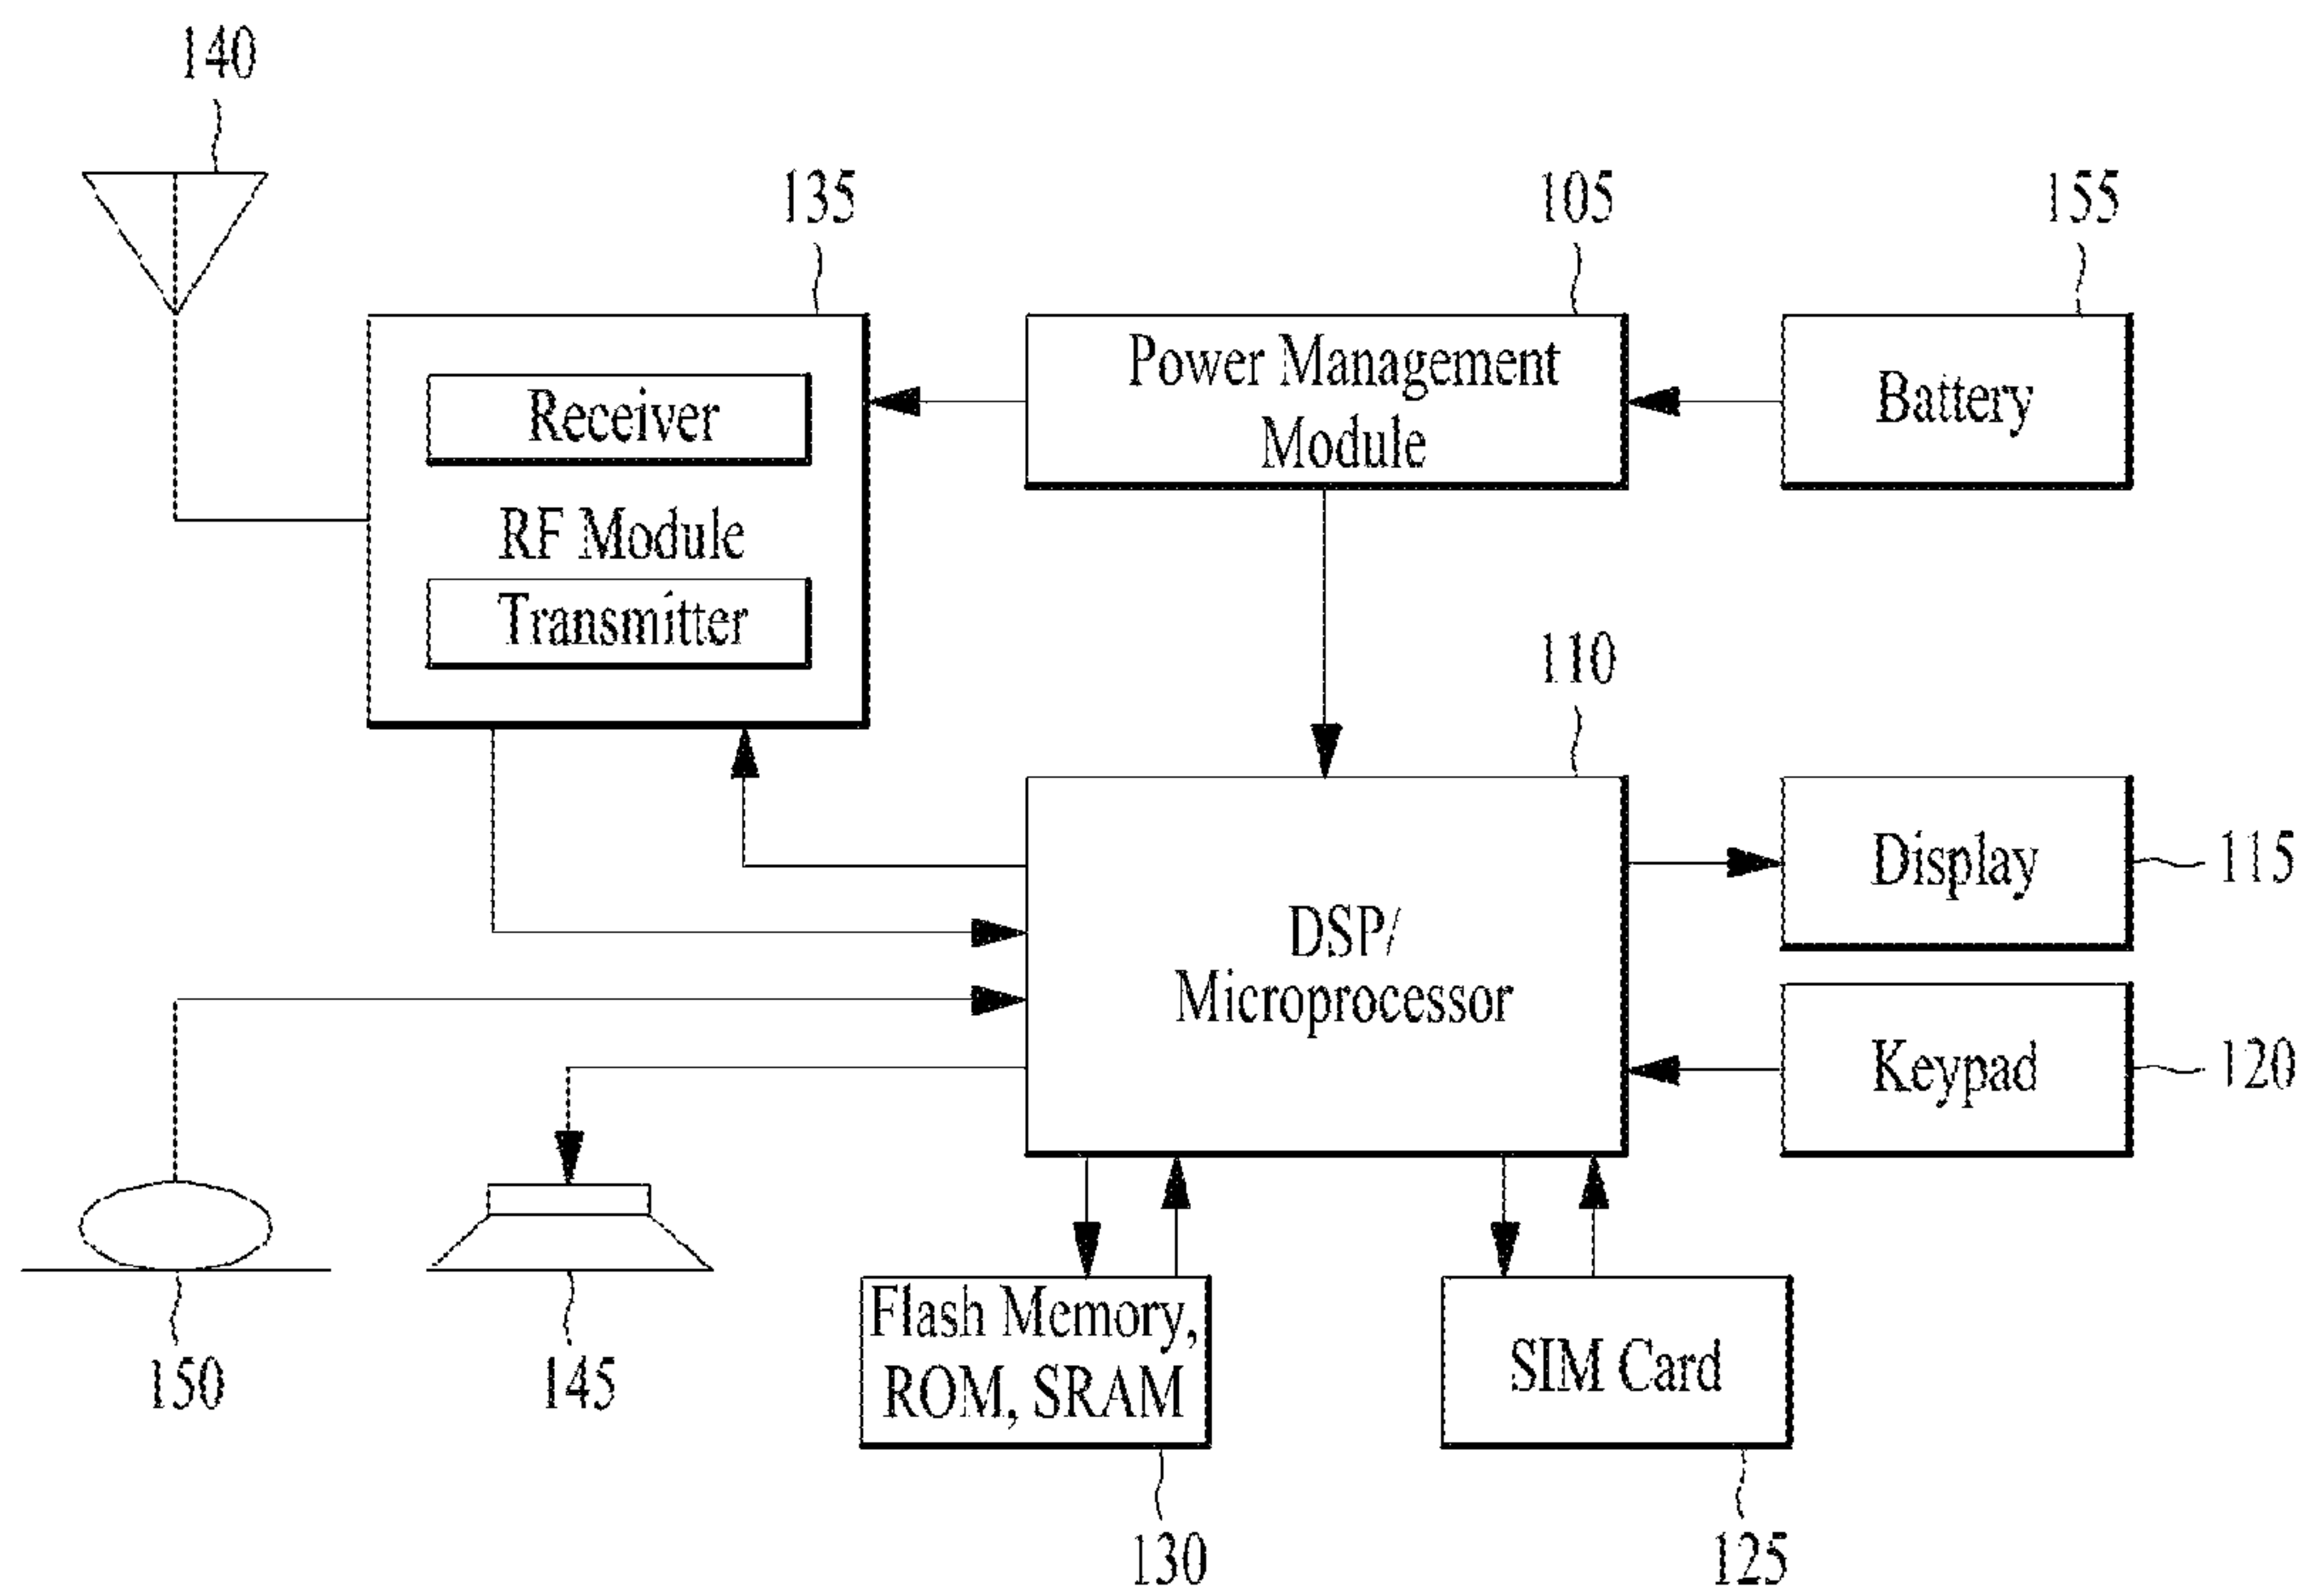 140
135
105
155
Receiver
RF Module
Transmitter
Power Management
Module
Battery
110
DSP/
Microprocessor
Display
115
Keypad
120
150
145
Flash Memory,
ROM, SRAM
SIM Card
130
125